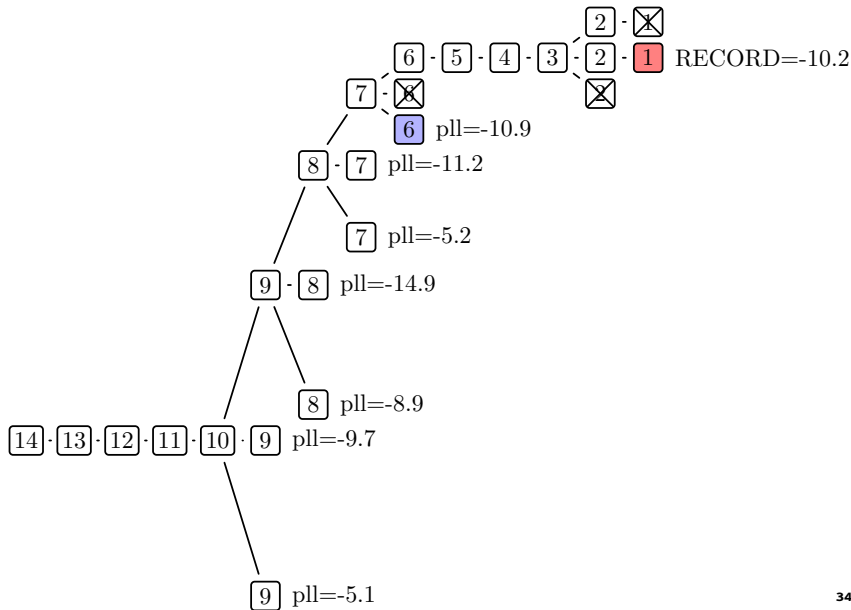 2 1
6 5 4 3 2 1 RECORD=-10.2
7 6 2
6 pll=-10.9
8 7 pll=-11.2
7 pll=-5.2
9 8 pll=-14.9
8 pll=-8.9
14 13 12 11 10 9 pll=-9.7
9 pll=-5.1
34